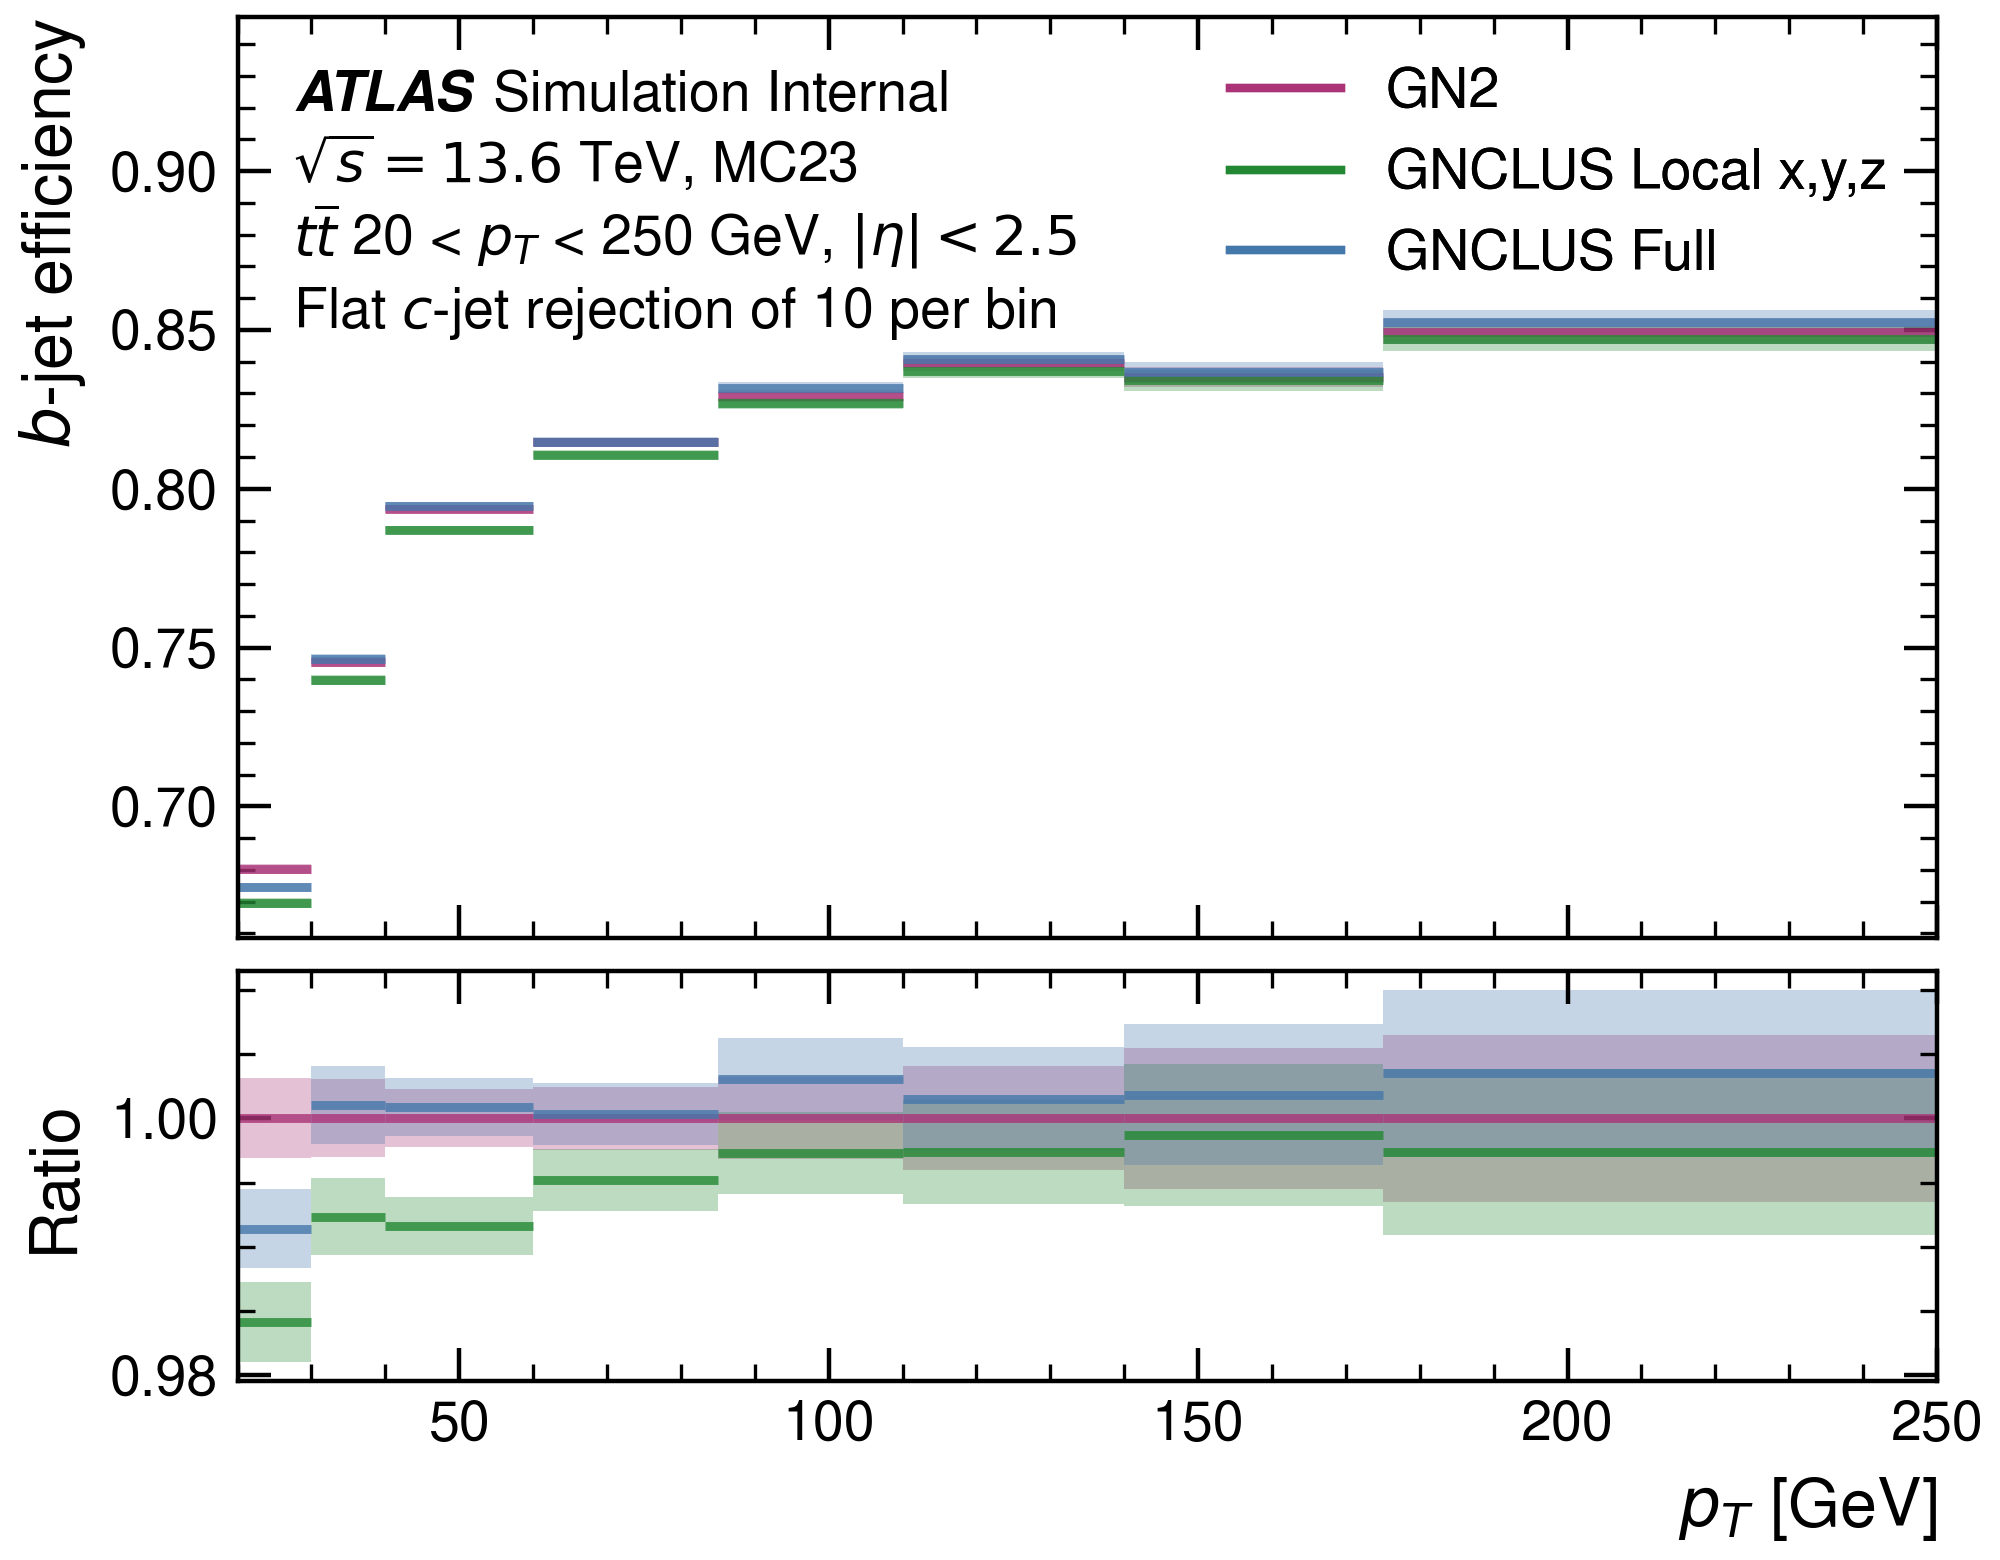 b-jet efficiency
ATLAS Simulation Internal
√s = 13.6 TeV, MC23
tt̅ 20 < p_T < 250 GeV, |η| < 2.5
Flat c-jet rejection of 10 per bin
GN2
GNCLUS Local x,y,z
GNCLUS Full
0.90
0.85
0.80
0.75
0.70
Ratio
1.00
0.98
50 100 150 200 250
p_T [GeV]